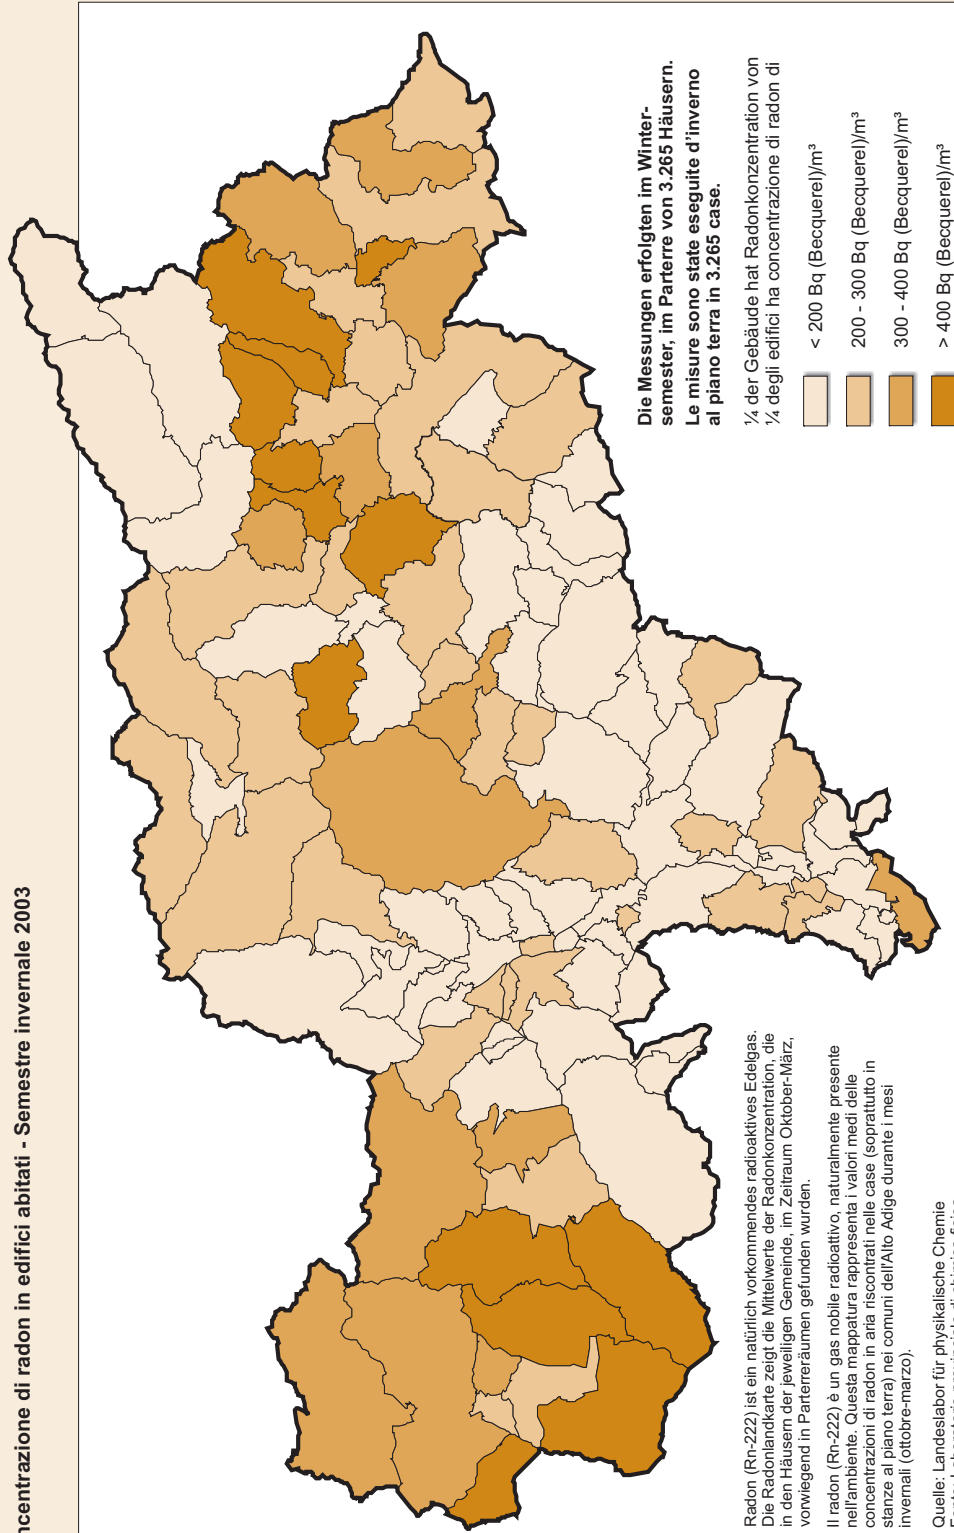 ncentrazione di radon in edifici abitati - Semestre invernale 2003
Die Messungen erfolgten im Winter-
semester, im Parterre von 3.265 Häusern.
Le misure sono state eseguite d'inverno
al piano terra in 3.265 case.
¼ der Gebäude hat Radonkonzentration von
¼ degli edifici ha concentrazione di radon di
< 200 Bq (Becquerel)/m³
200 - 300 Bq (Becquerel)/m³
300 - 400 Bq (Becquerel)/m³
> 400 Bq (Becquerel)/m³
Radon (Rn-222) ist ein natürlich vorkommendes radioaktives Edelgas.
Die Radonlandkarte zeigt die Mittelwerte der Radonkonzentration, die
in den Häusern der jeweiligen Gemeinde, im Zeitraum Oktober-März,
vorwiegend in Parterreräumen gefunden wurden.
Il radon (Rn-222) è un gas nobile radioattivo, naturalmente presente
nell'ambiente. Questa mappatura rappresenta i valori medi delle
concentrazioni di radon in aria riscontrati nelle case (soprattutto in
stanze al piano terra) nei comuni dell'Alto Adige durante i mesi
invernali (ottobre-marzo).
Quelle: Landeslabor für physikalische Chemie